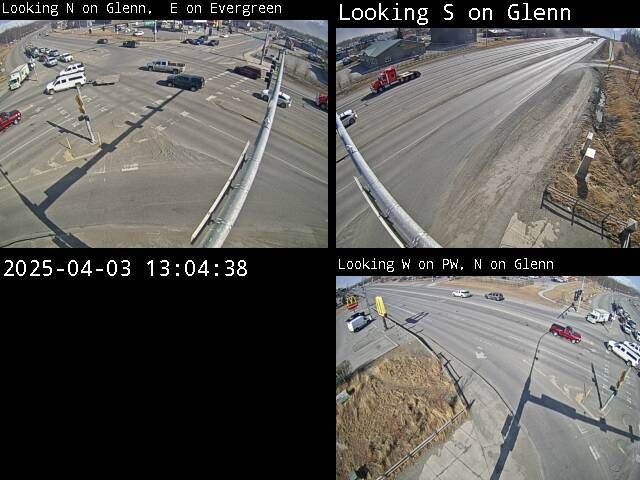 Looking N on Glenn,  E on Evergreen
Looking S on Glenn
2025-04-03 13:04:38
Looking W on PW, N on Glenn